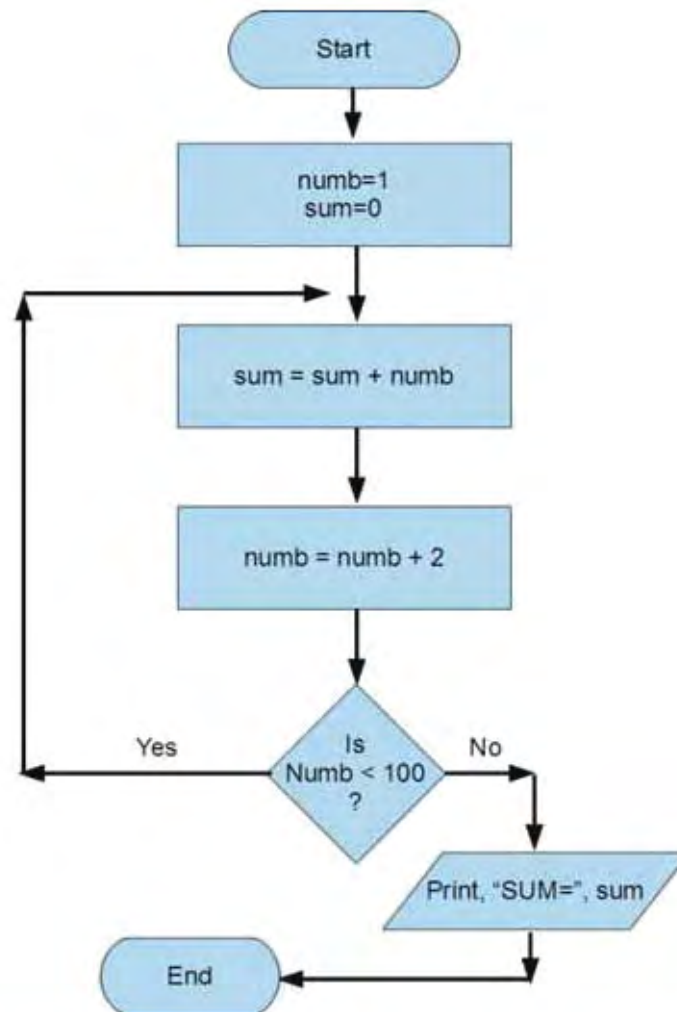 Start
numb=1
sum=0
sum = sum + numb
numb = numb + 2
Is
Numb < 100
?
Yes
No
Print, “SUM=”, sum
End